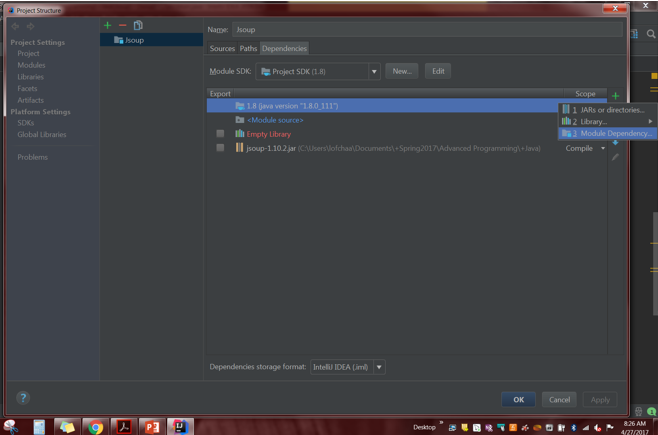 Project Structure
Project Settings
Project
Modules
Libraries
Facets
Artifacts
Platform Settings
SDKs
Global Libraries
Problems
Jsoup
Name: Jsoup
Sources Paths Dependencies
Module SDK: Project SDK (1.8) New... Edit
Export Scope
1.8 (java version "1.8.0_111")
<Module source>
Empty Library
jsoup-1.10.2.jar (C:\Users\lofchaa\Documents\+Spring2017\Advanced Programming\+Java) Compile
1 JARs or directories...
2 Library...
3 Module Dependency...
Dependencies storage format: IntelliJ IDEA (.iml)
? OK Cancel Apply
Desktop »
8:26 AM
4/27/2017